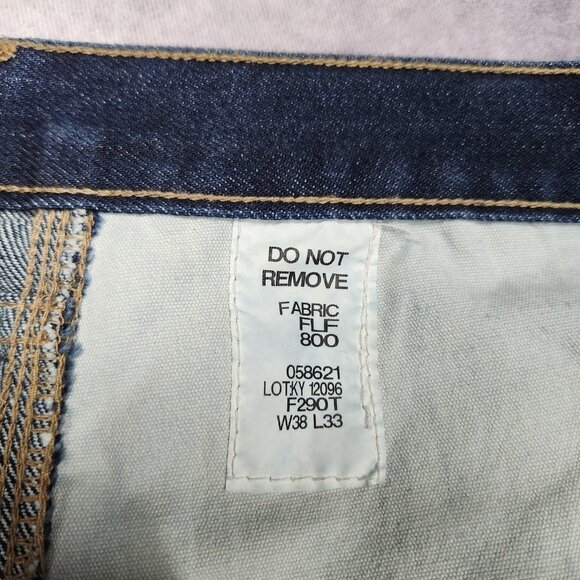 DO NOT
REMOVE
FABRIC
FLF
800
058621
LOT:KY 12096
F290T
W38 L33